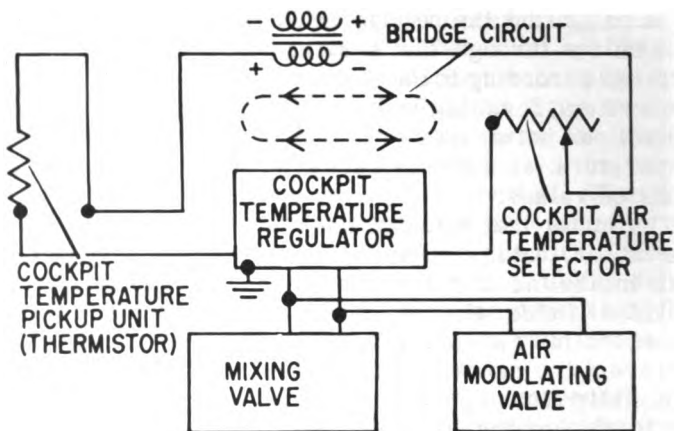 - +
+ -
BRIDGE CIRCUIT
COCKPIT
TEMPERATURE
REGULATOR
COCKPIT AIR
TEMPERATURE
SELECTOR
COCKPIT
TEMPERATURE
PICKUP UNIT
(THERMISTOR)
MIXING
VALVE
AIR
MODULATING
VALVE